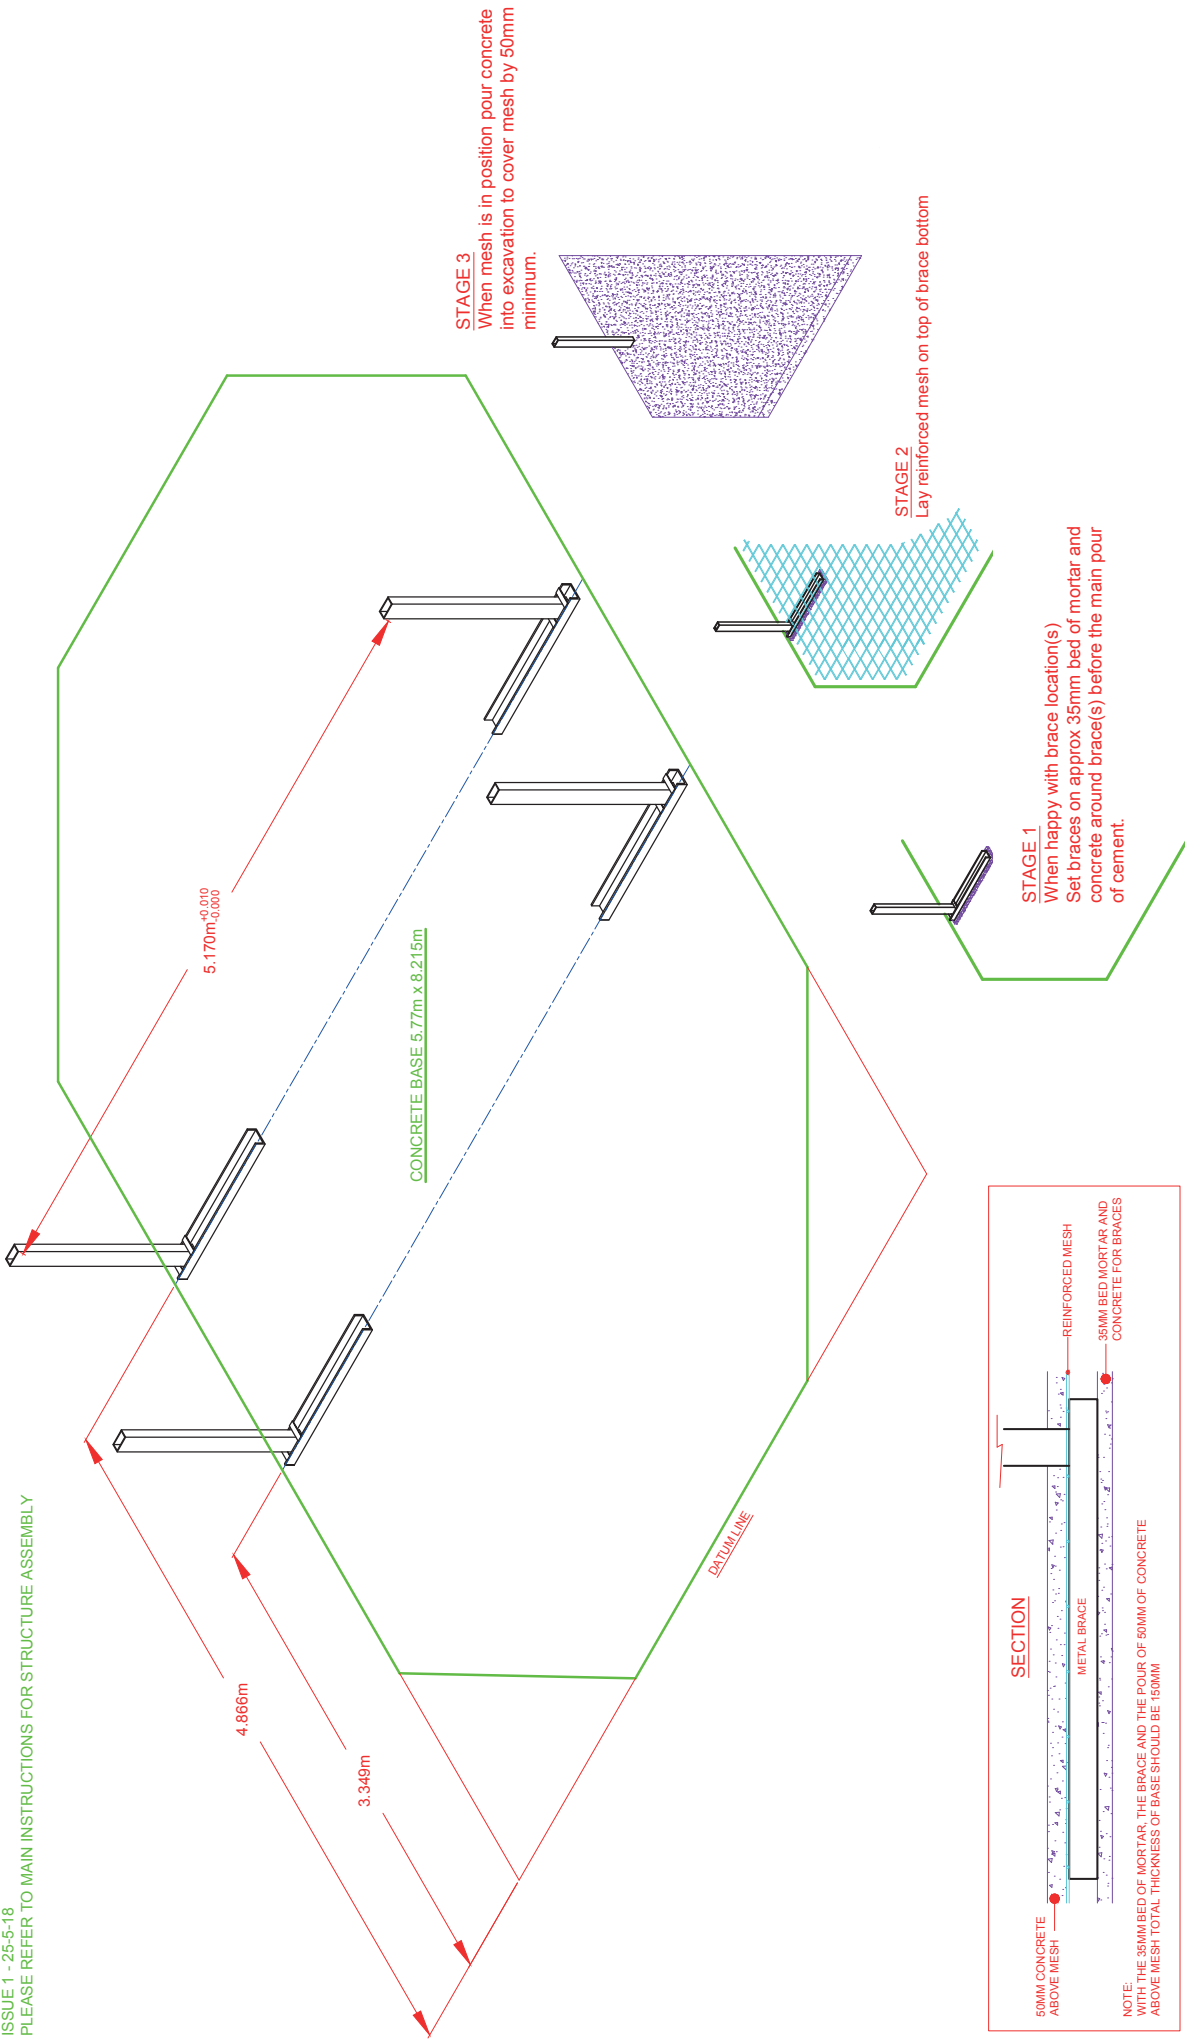 ISSUE 1 - 25-5-18
PLEASE REFER TO MAIN INSTRUCTIONS FOR STRUCTURE ASSEMBLY
4.866m
3.349m
5.170m +0.010 -0.000
CONCRETE BASE 5.77m x 8.215m
DATUM LINE
STAGE 3
When mesh is in position pour concrete
into excavation to cover mesh by 50mm
minimum.
STAGE 2
Lay reinforced mesh on top of brace bottom
STAGE 1
When happy with brace location(s)
Set braces on approx 35mm bed of mortar and
concrete around brace(s) before the main pour
of cement.
SECTION
50MM CONCRETE
ABOVE MESH
METAL BRACE
REINFORCED MESH
35MM BED MORTAR AND
CONCRETE FOR BRACES
NOTE:
WITH THE 35MM BED OF MORTAR, THE BRACE AND THE POUR OF 50MM OF CONCRETE
ABOVE MESH TOTAL THICKNESS OF BASE SHOULD BE 150MM